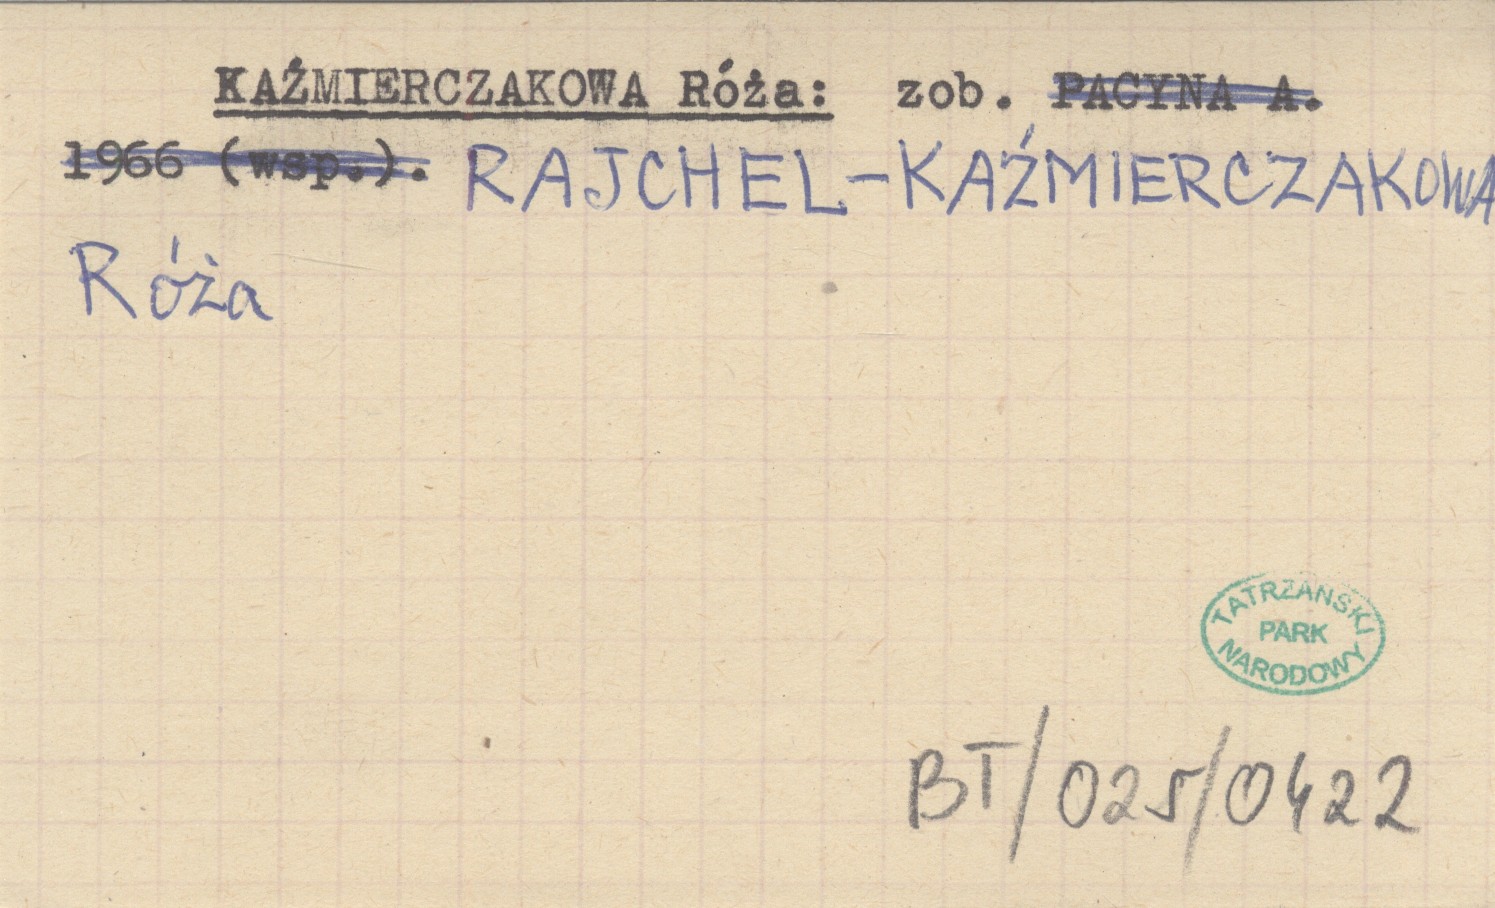 KAŹMIERCZAKOWA Róża: zob. PACYNA A.
1966 (wsp.). RAJCHEL-KAŹMIERCZAKOWA
Róża
TATRZAŃSKI
PARK
NARODOWY
BT/025/0422